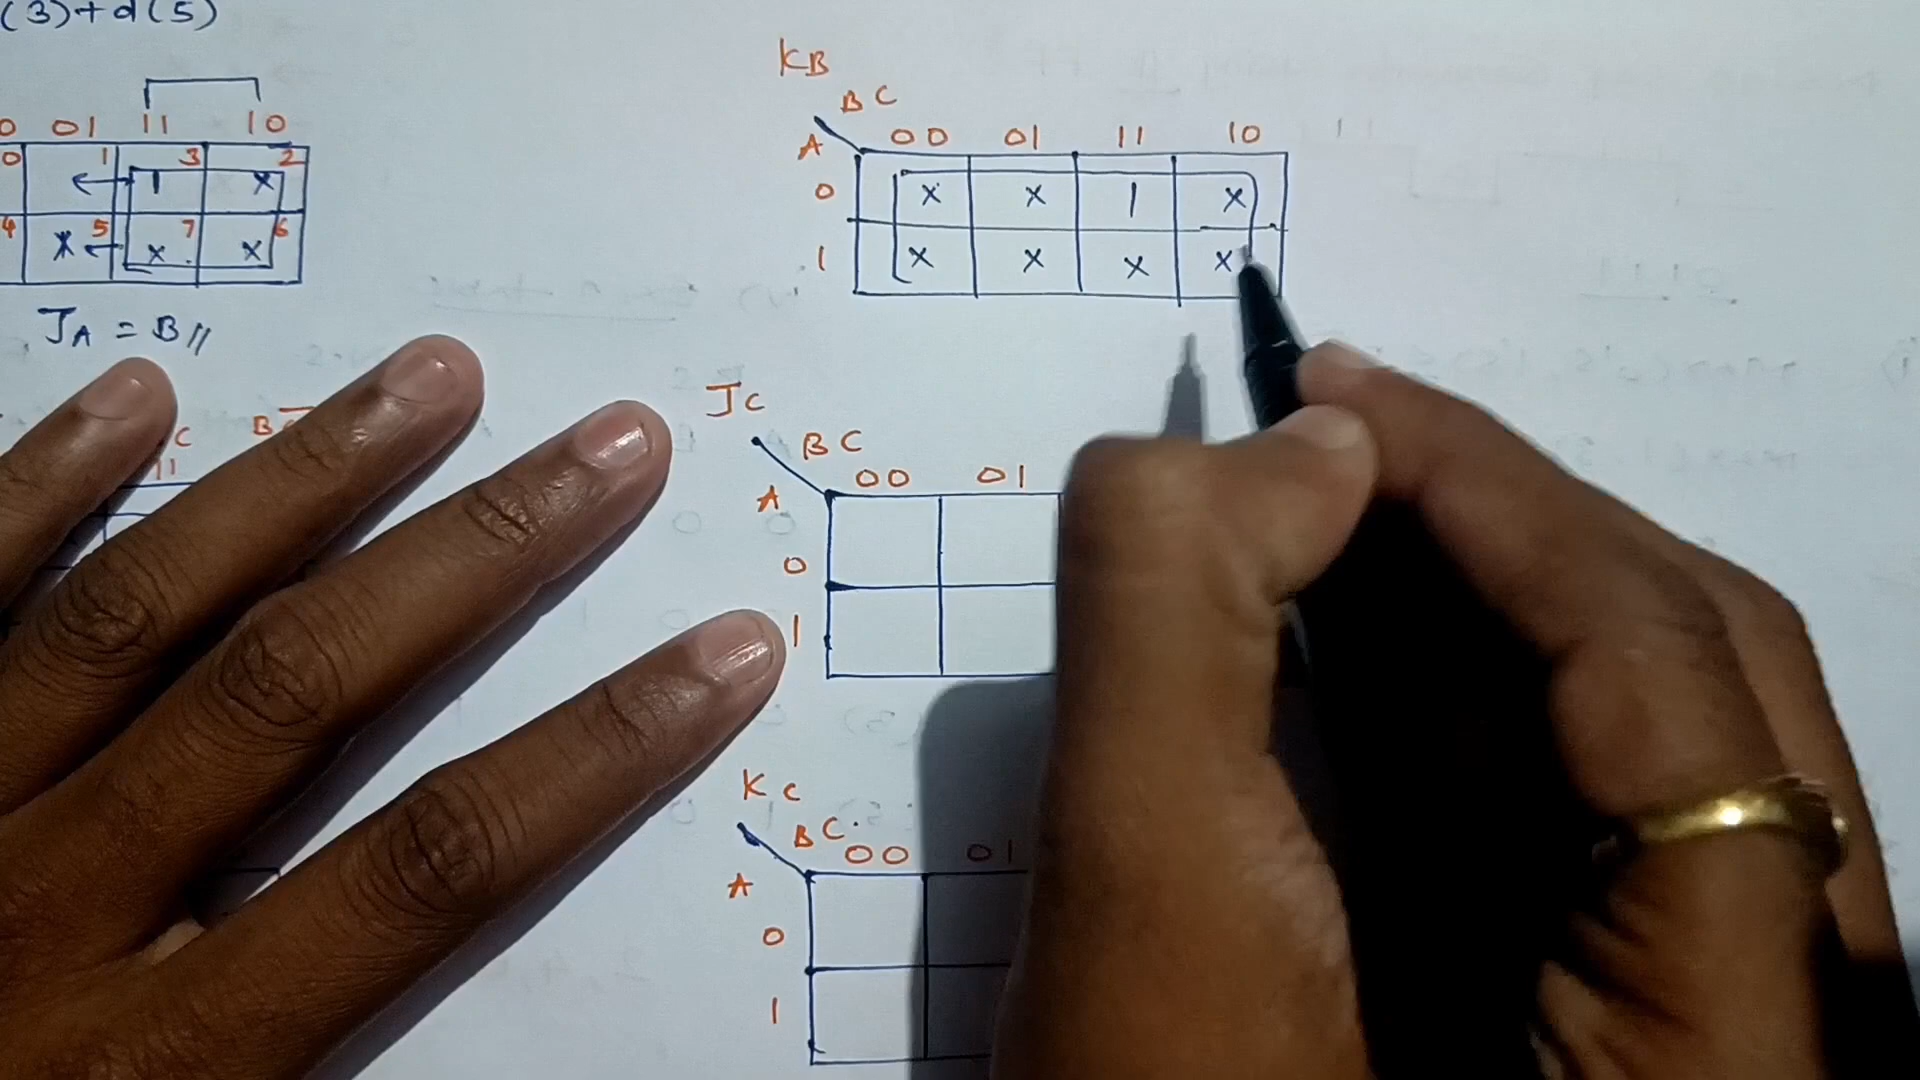 (3)+d(5)
0 01 11 10
0 1 3 2
1 x
4 5 7 6
x x x
JA = B //
C B
11
KB
BC
A 00 01 11 10
0 x x 1 x
1 x x x x
JC
BC
A 00 01
0
1
KC
BC
A 00 01
0
1